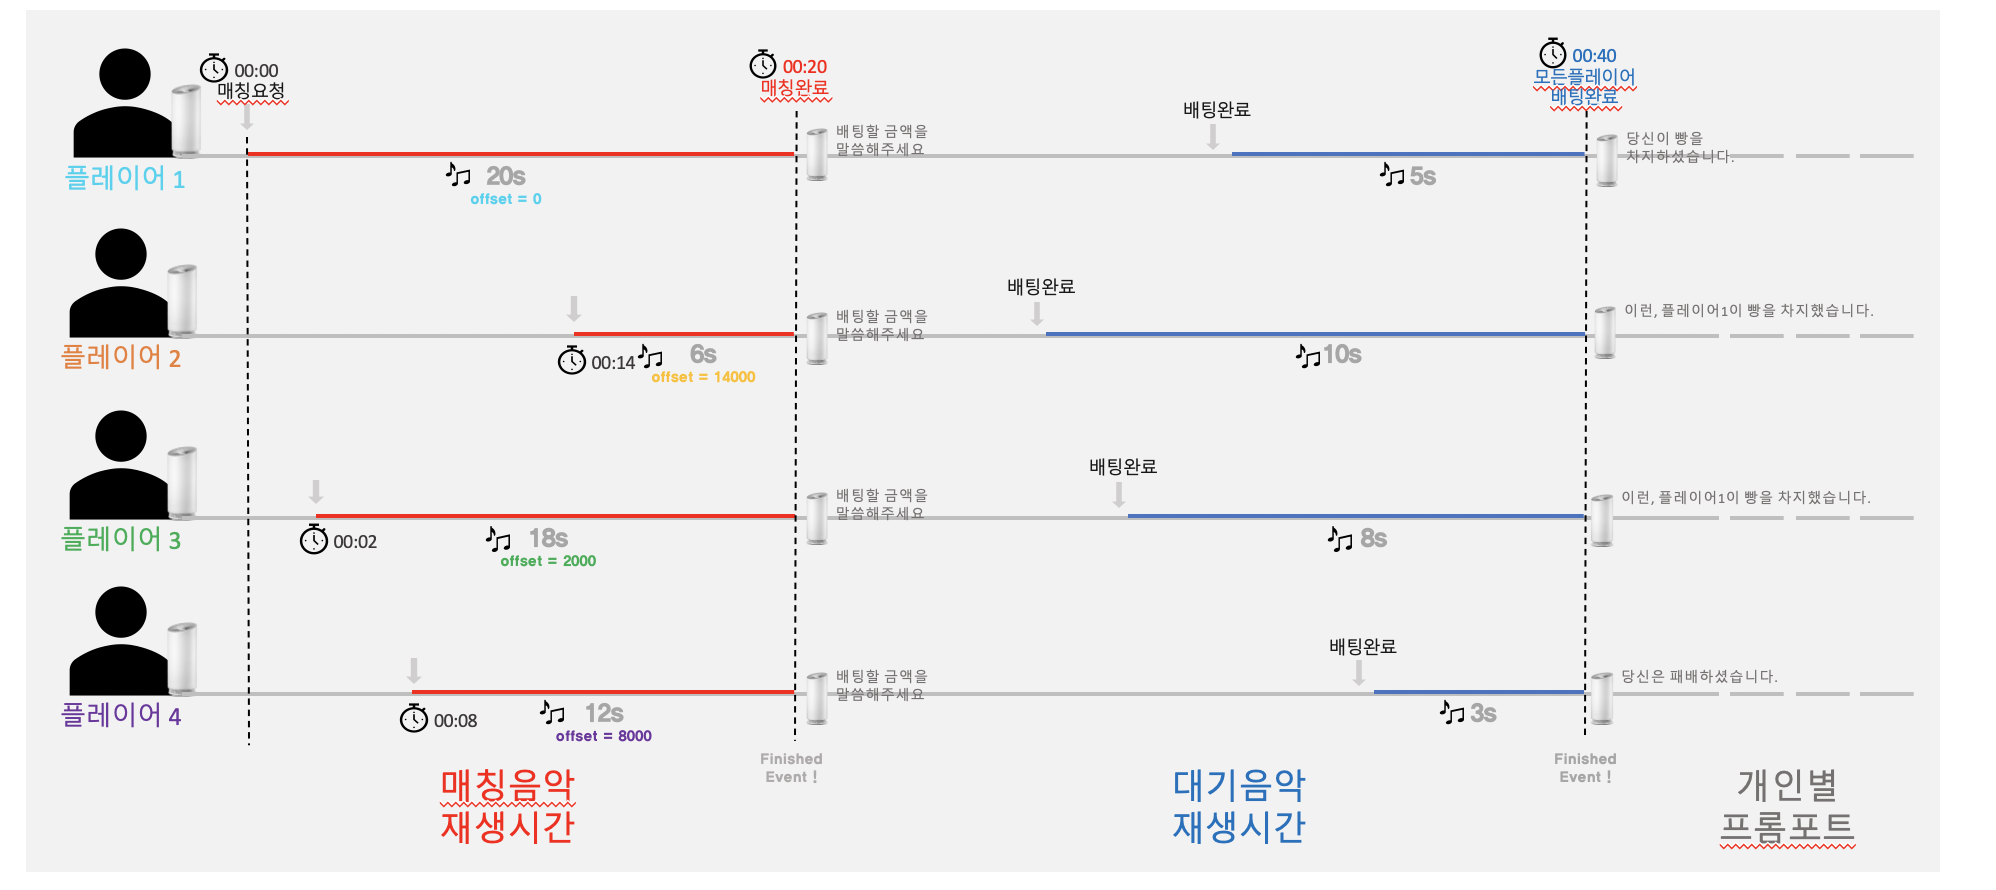 00:00
매칭요청
00:20
매칭완료
00:40
모든플레이어
배팅완료
배팅완료
배팅할 금액을
말씀해주세요
당신이 빵을
차지하셨습니다.
플레이어 1
20s
offset = 0
5s
배팅완료
배팅할 금액을
말씀해주세요
이런, 플레이어1이 빵을 차지했습니다.
플레이어 2
00:14
6s
offset = 14000
10s
배팅완료
배팅할 금액을
말씀해주세요
이런, 플레이어1이 빵을 차지했습니다.
플레이어 3
00:02
18s
offset = 2000
8s
배팅완료
배팅할 금액을
말씀해주세요
당신은 패배하셨습니다.
플레이어 4
00:08
12s
offset = 8000
3s
Finished
Event !
Finished
Event !
매칭음악
재생시간
대기음악
재생시간
개인별
프롬포트